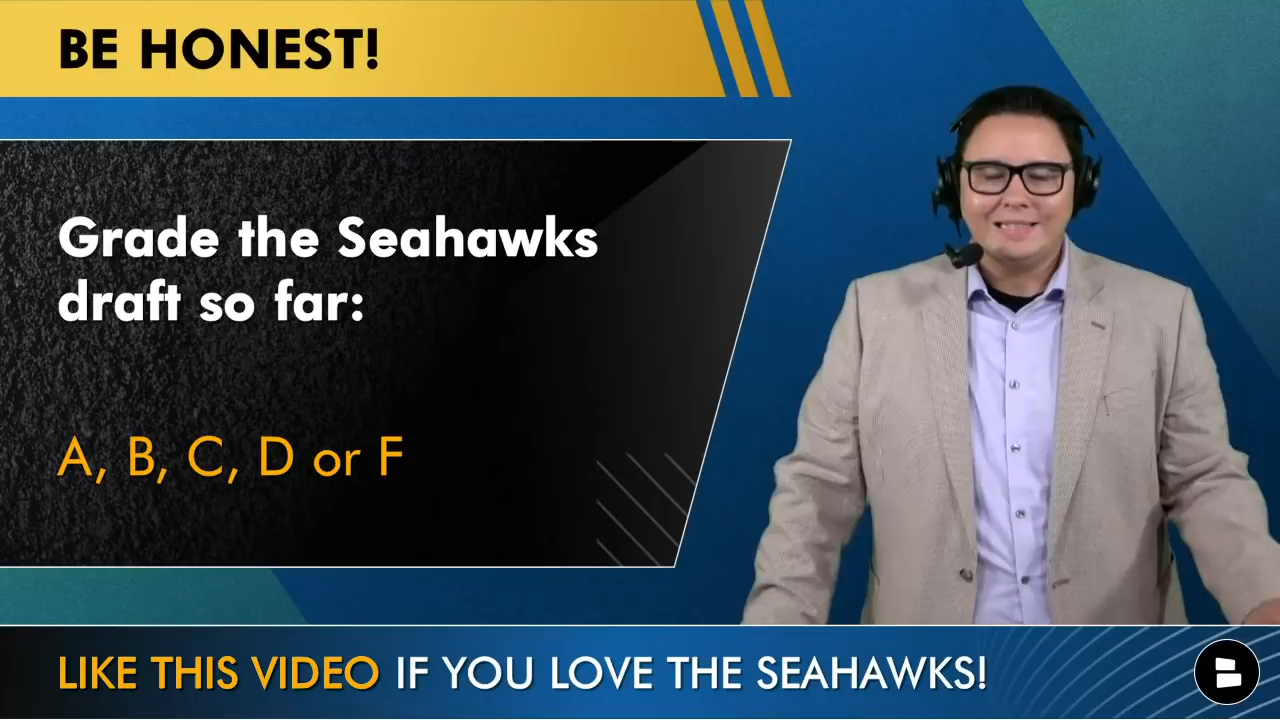 BE HONEST!
Grade the Seahawks
draft so far:
A, B, C, D or F
LIKE THIS VIDEO IF YOU LOVE THE SEAHAWKS!